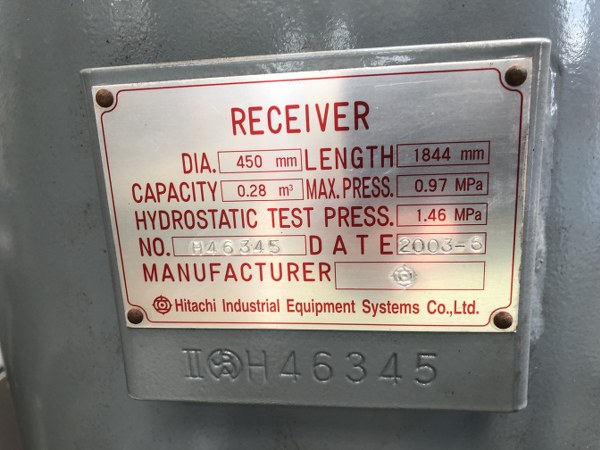 RECEIVER
DIA. 450 mm LENGTH 1844 mm
CAPACITY 0.28 m³ MAX. PRESS. 0.97 MPa
HYDROSTATIC TEST PRESS. 1.46 MPa
NO. H46345 DATE 2003-6
MANUFACTURER
Hitachi Industrial Equipment Systems Co.,Ltd.
II H46345